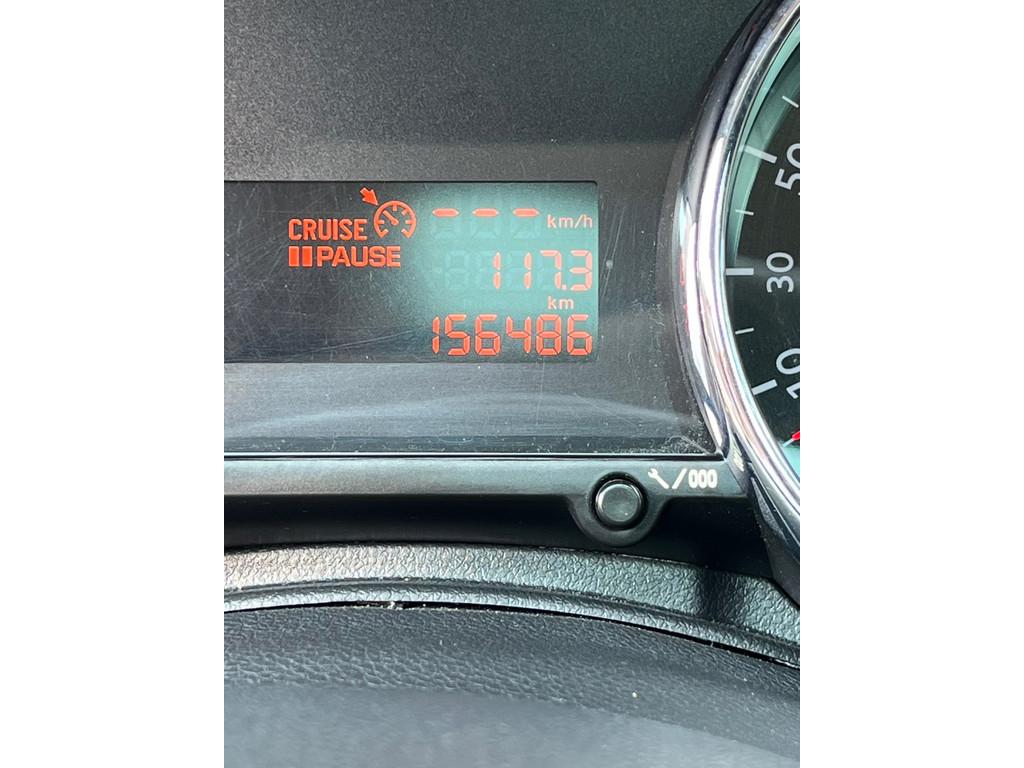 CRUISE --- km/h
PAUSE 117.3
km
156486
/000
50
30
10